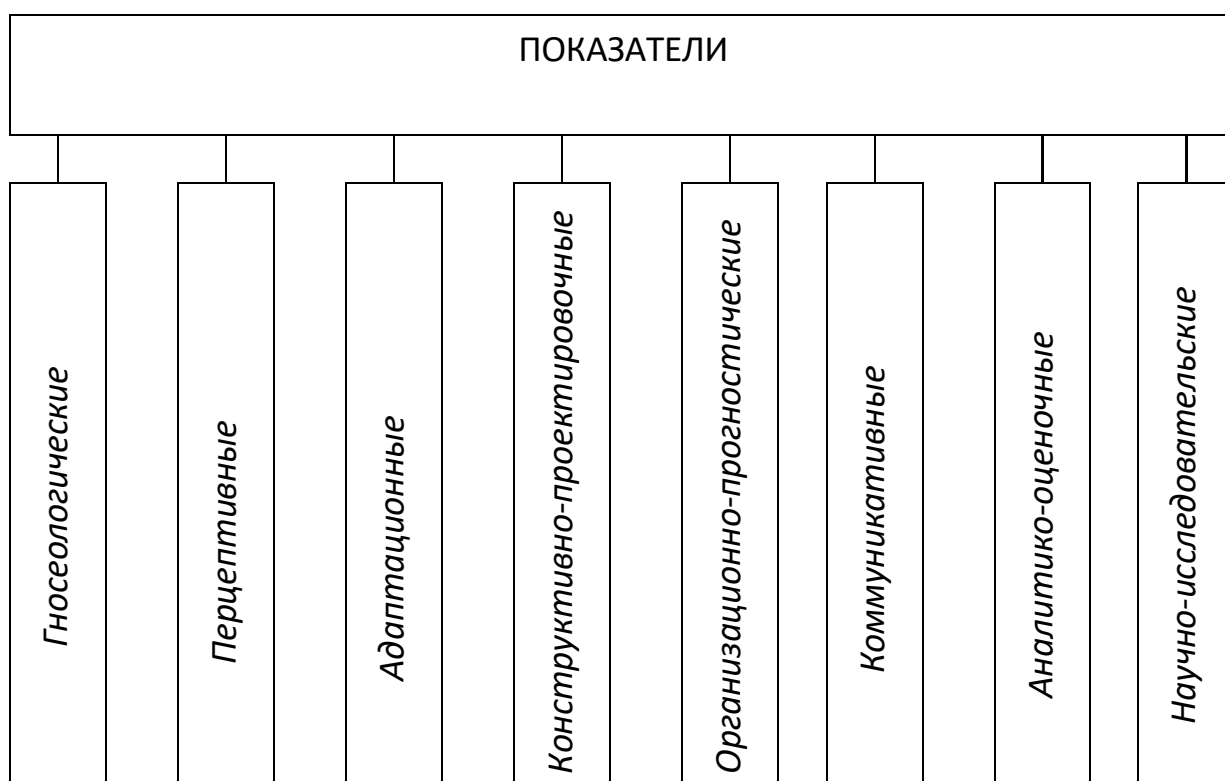 ПОКАЗАТЕЛИ
Гносеологические
Перцептивные
Адаптационные
Конструктивно-проектировочные
Организационно-прогностические
Коммуникативные
Аналитико-оценочные
Научно-исследовательские